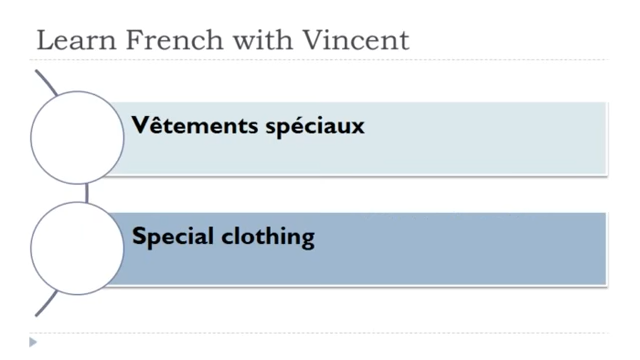 Learn French with Vincent
Vêtements spéciaux
Special clothing